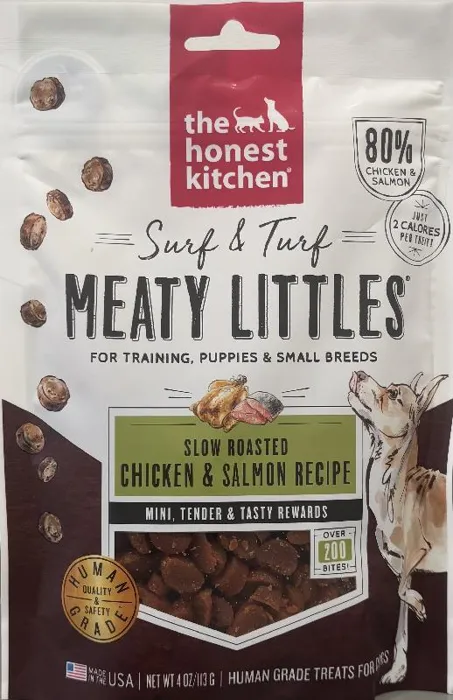 the
honest
kitchen®
80%
CHICKEN &
SALMON
JUST
2 CALORES
PER TREAT!
Surf & Turf
MEATY LITTLES®
FOR TRAINING, PUPPIES & SMALL BREEDS
SLOW ROASTED
CHICKEN & SALMON RECIPE
MINI, TENDER & TASTY REWARDS
OVER
200
BITES!
HUMAN
QUALITY
&
SAFETY
GRADE
MADE
IN THE USA | NET WT 4 OZ/113 G | HUMAN GRADE TREATS FOR DOGS